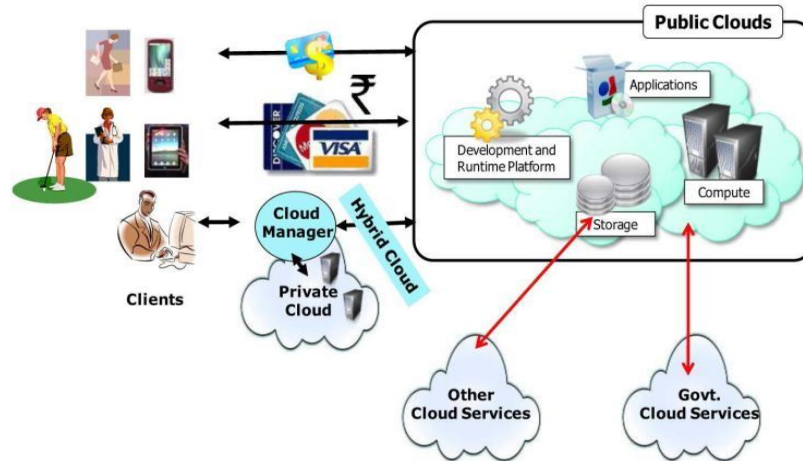 Public Clouds
Applications
Development and
Runtime Platform
Compute
Storage
₹
DISCOVER
VISA
Hybrid Cloud
Cloud
Manager
Private
Cloud
Clients
Other
Cloud Services
Govt.
Cloud Services